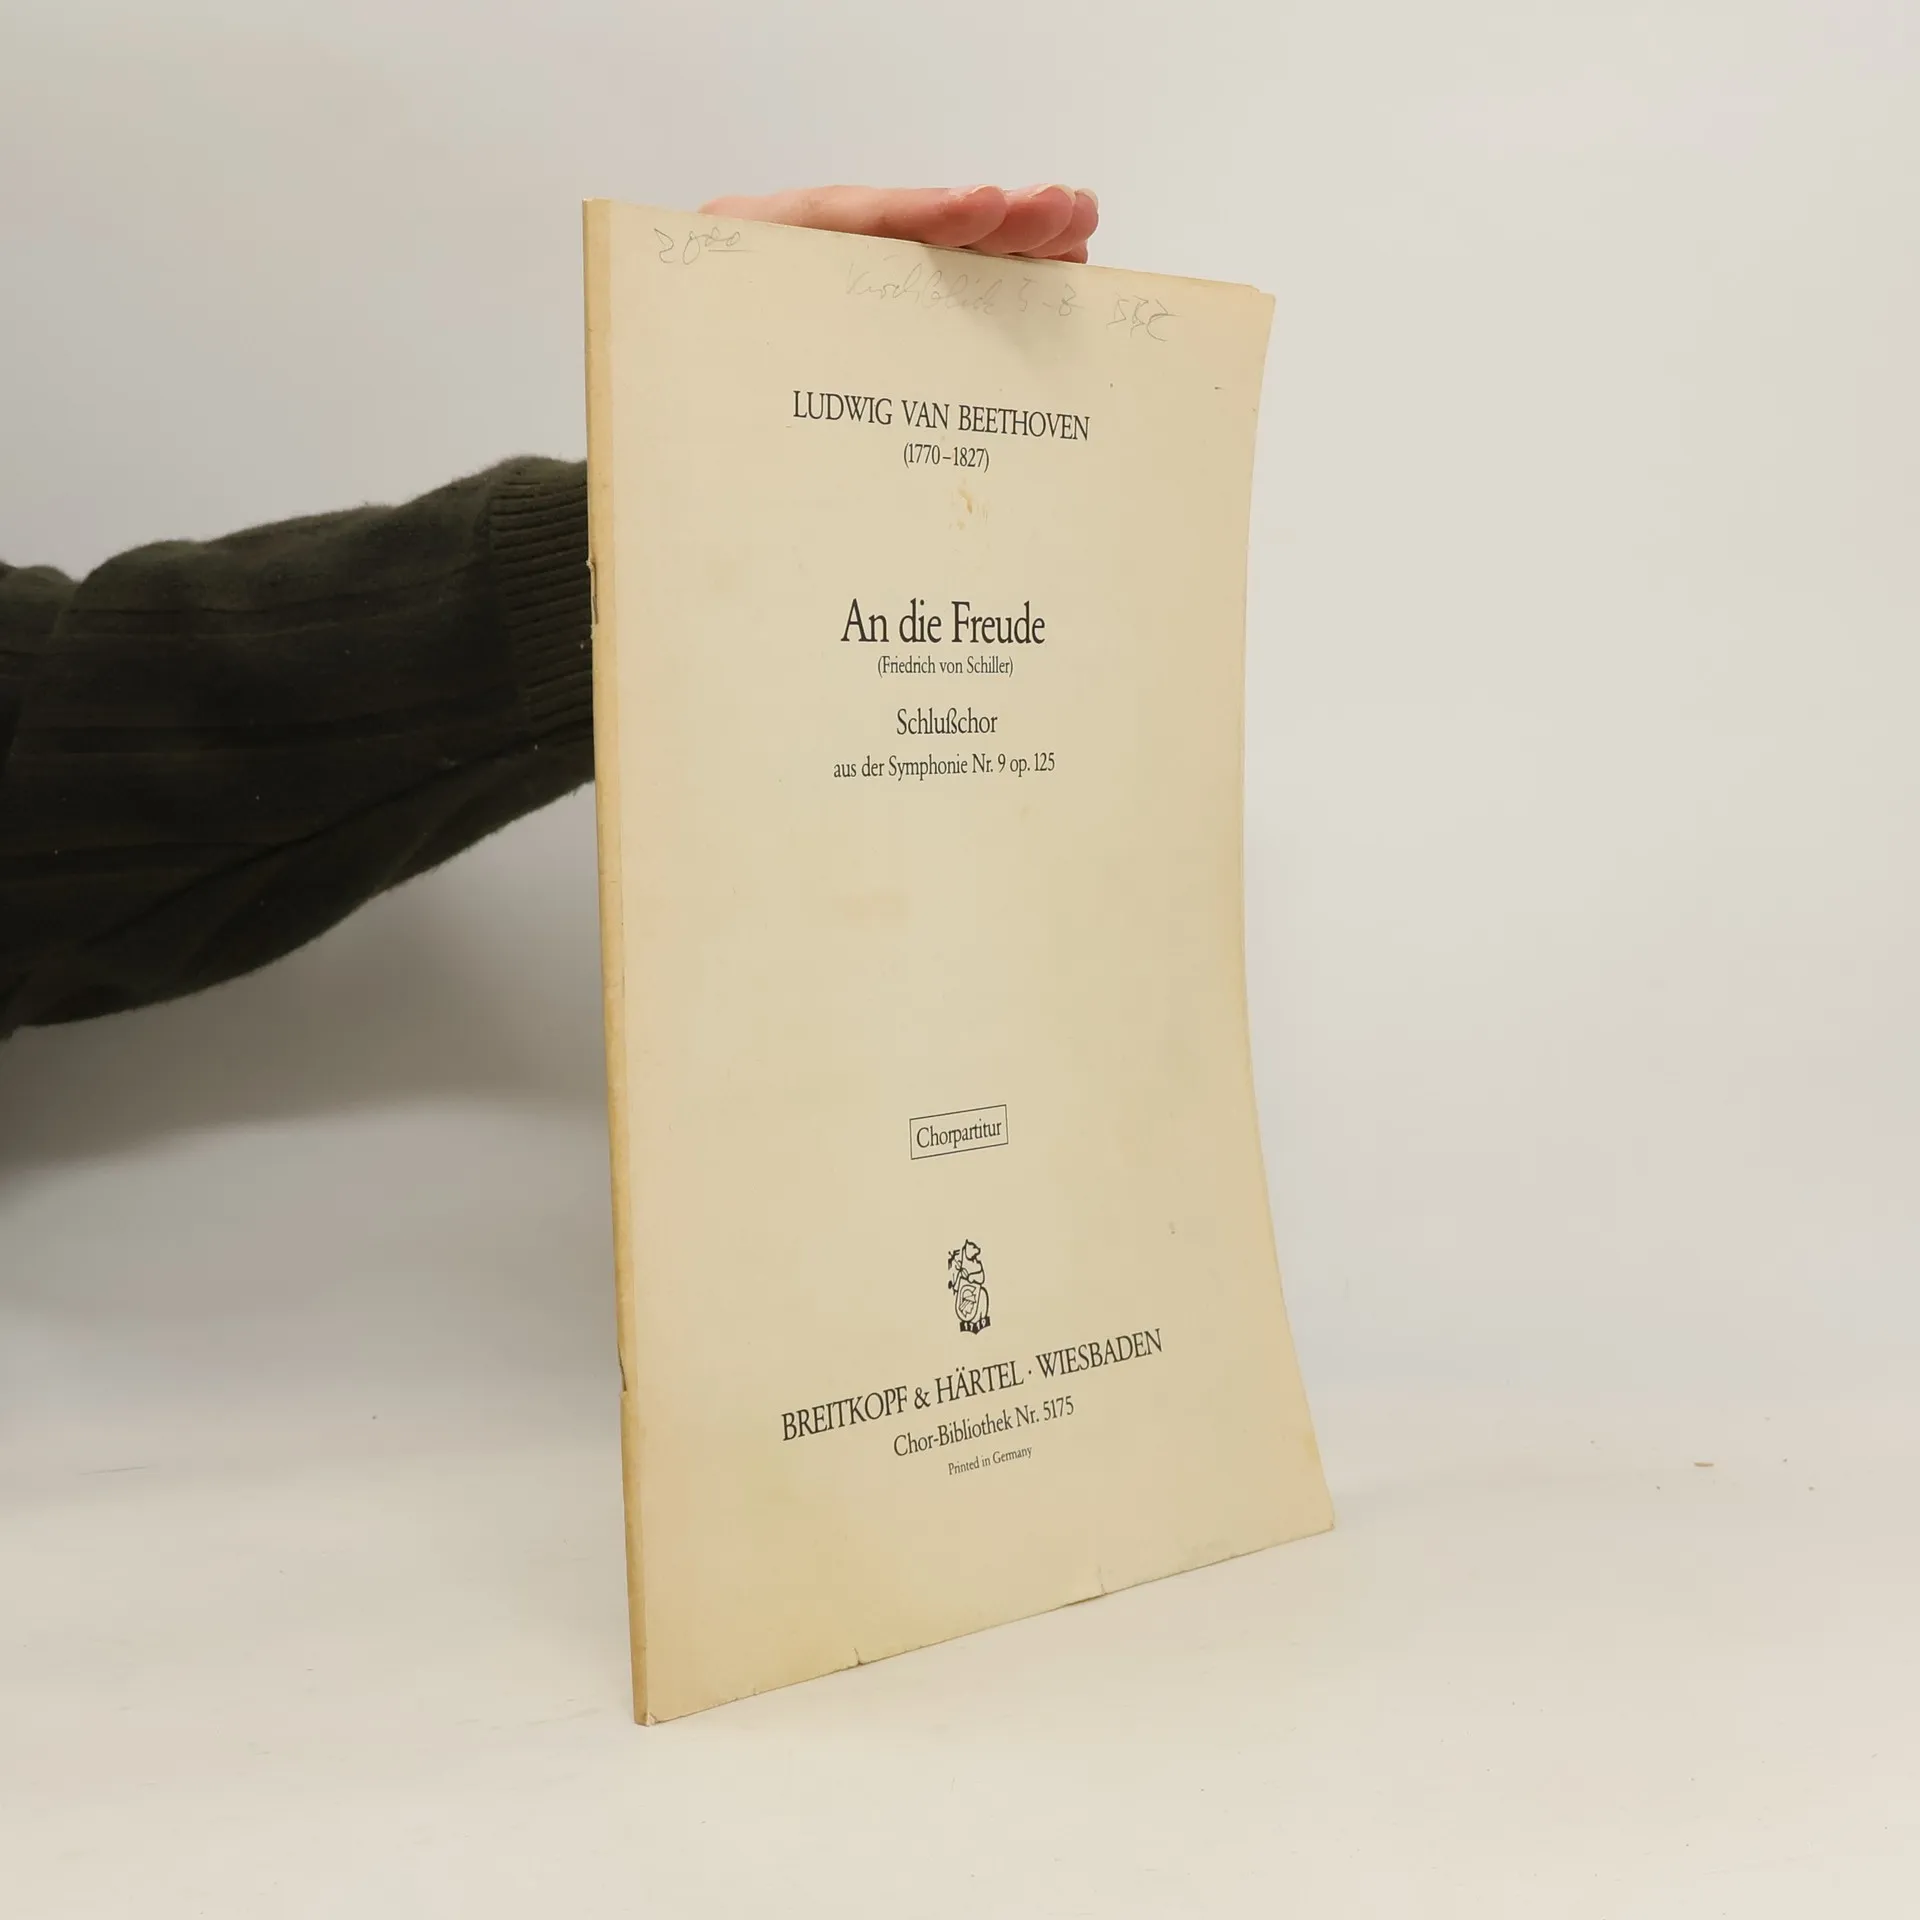 20⁰⁰
LUDWIG VAN BEETHOVEN
(1770–1827)
An die Freude
(Friedrich von Schiller)
Schlußchor
aus der Symphonie Nr. 9 op. 125
Chorpartitur
1719
BREITKOPF & HÄRTEL · WIESBADEN
Chor-Bibliothek Nr. 5175
Printed in Germany